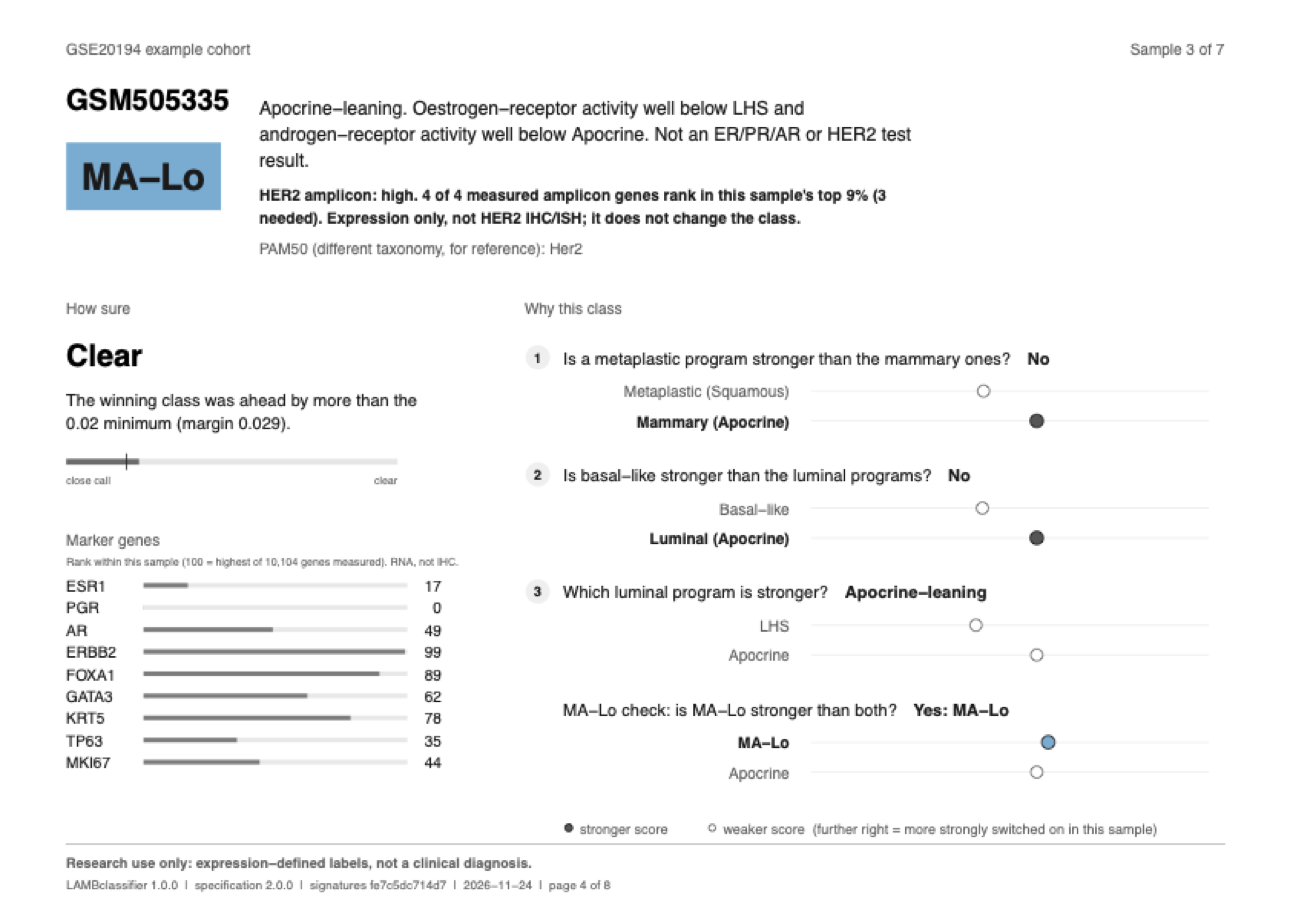 GSE20194 example cohort
Sample 3 of 7
GSM505335
MA–Lo
Apocrine–leaning. Oestrogen–receptor activity well below LHS and
androgen–receptor activity well below Apocrine. Not an ER/PR/AR or HER2 test
result.
HER2 amplicon: high. 4 of 4 measured amplicon genes rank in this sample's top 9% (3
needed). Expression only, not HER2 IHC/ISH; it does not change the class.
PAM50 (different taxonomy, for reference): Her2
How sure
Clear
The winning class was ahead by more than the
0.02 minimum (margin 0.029).
close call
clear
Marker genes
Rank within this sample (100 = highest of 10,104 genes measured). RNA, not IHC.
ESR1 17
PGR 0
AR 49
ERBB2 99
FOXA1 89
GATA3 62
KRT5 78
TP63 35
MKI67 44
Why this class
1 Is a metaplastic program stronger than the mammary ones? No
Metaplastic (Squamous)
Mammary (Apocrine)
2 Is basal–like stronger than the luminal programs? No
Basal–like
Luminal (Apocrine)
3 Which luminal program is stronger? Apocrine–leaning
LHS
Apocrine
MA–Lo check: is MA–Lo stronger than both? Yes: MA–Lo
MA–Lo
Apocrine
stronger score
weaker score (further right = more strongly switched on in this sample)
Research use only: expression–defined labels, not a clinical diagnosis.
LAMBclassifier 1.0.0 | specification 2.0.0 | signatures fe7c5dc714d7 | 2026–11–24 | page 4 of 8